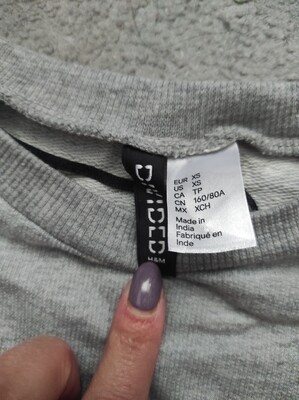 DIVIDED
H&M
EUR XS
US XS
CA TP
CN 160/80A
MX XCH
Made in
India
Fabriqué en
Inde